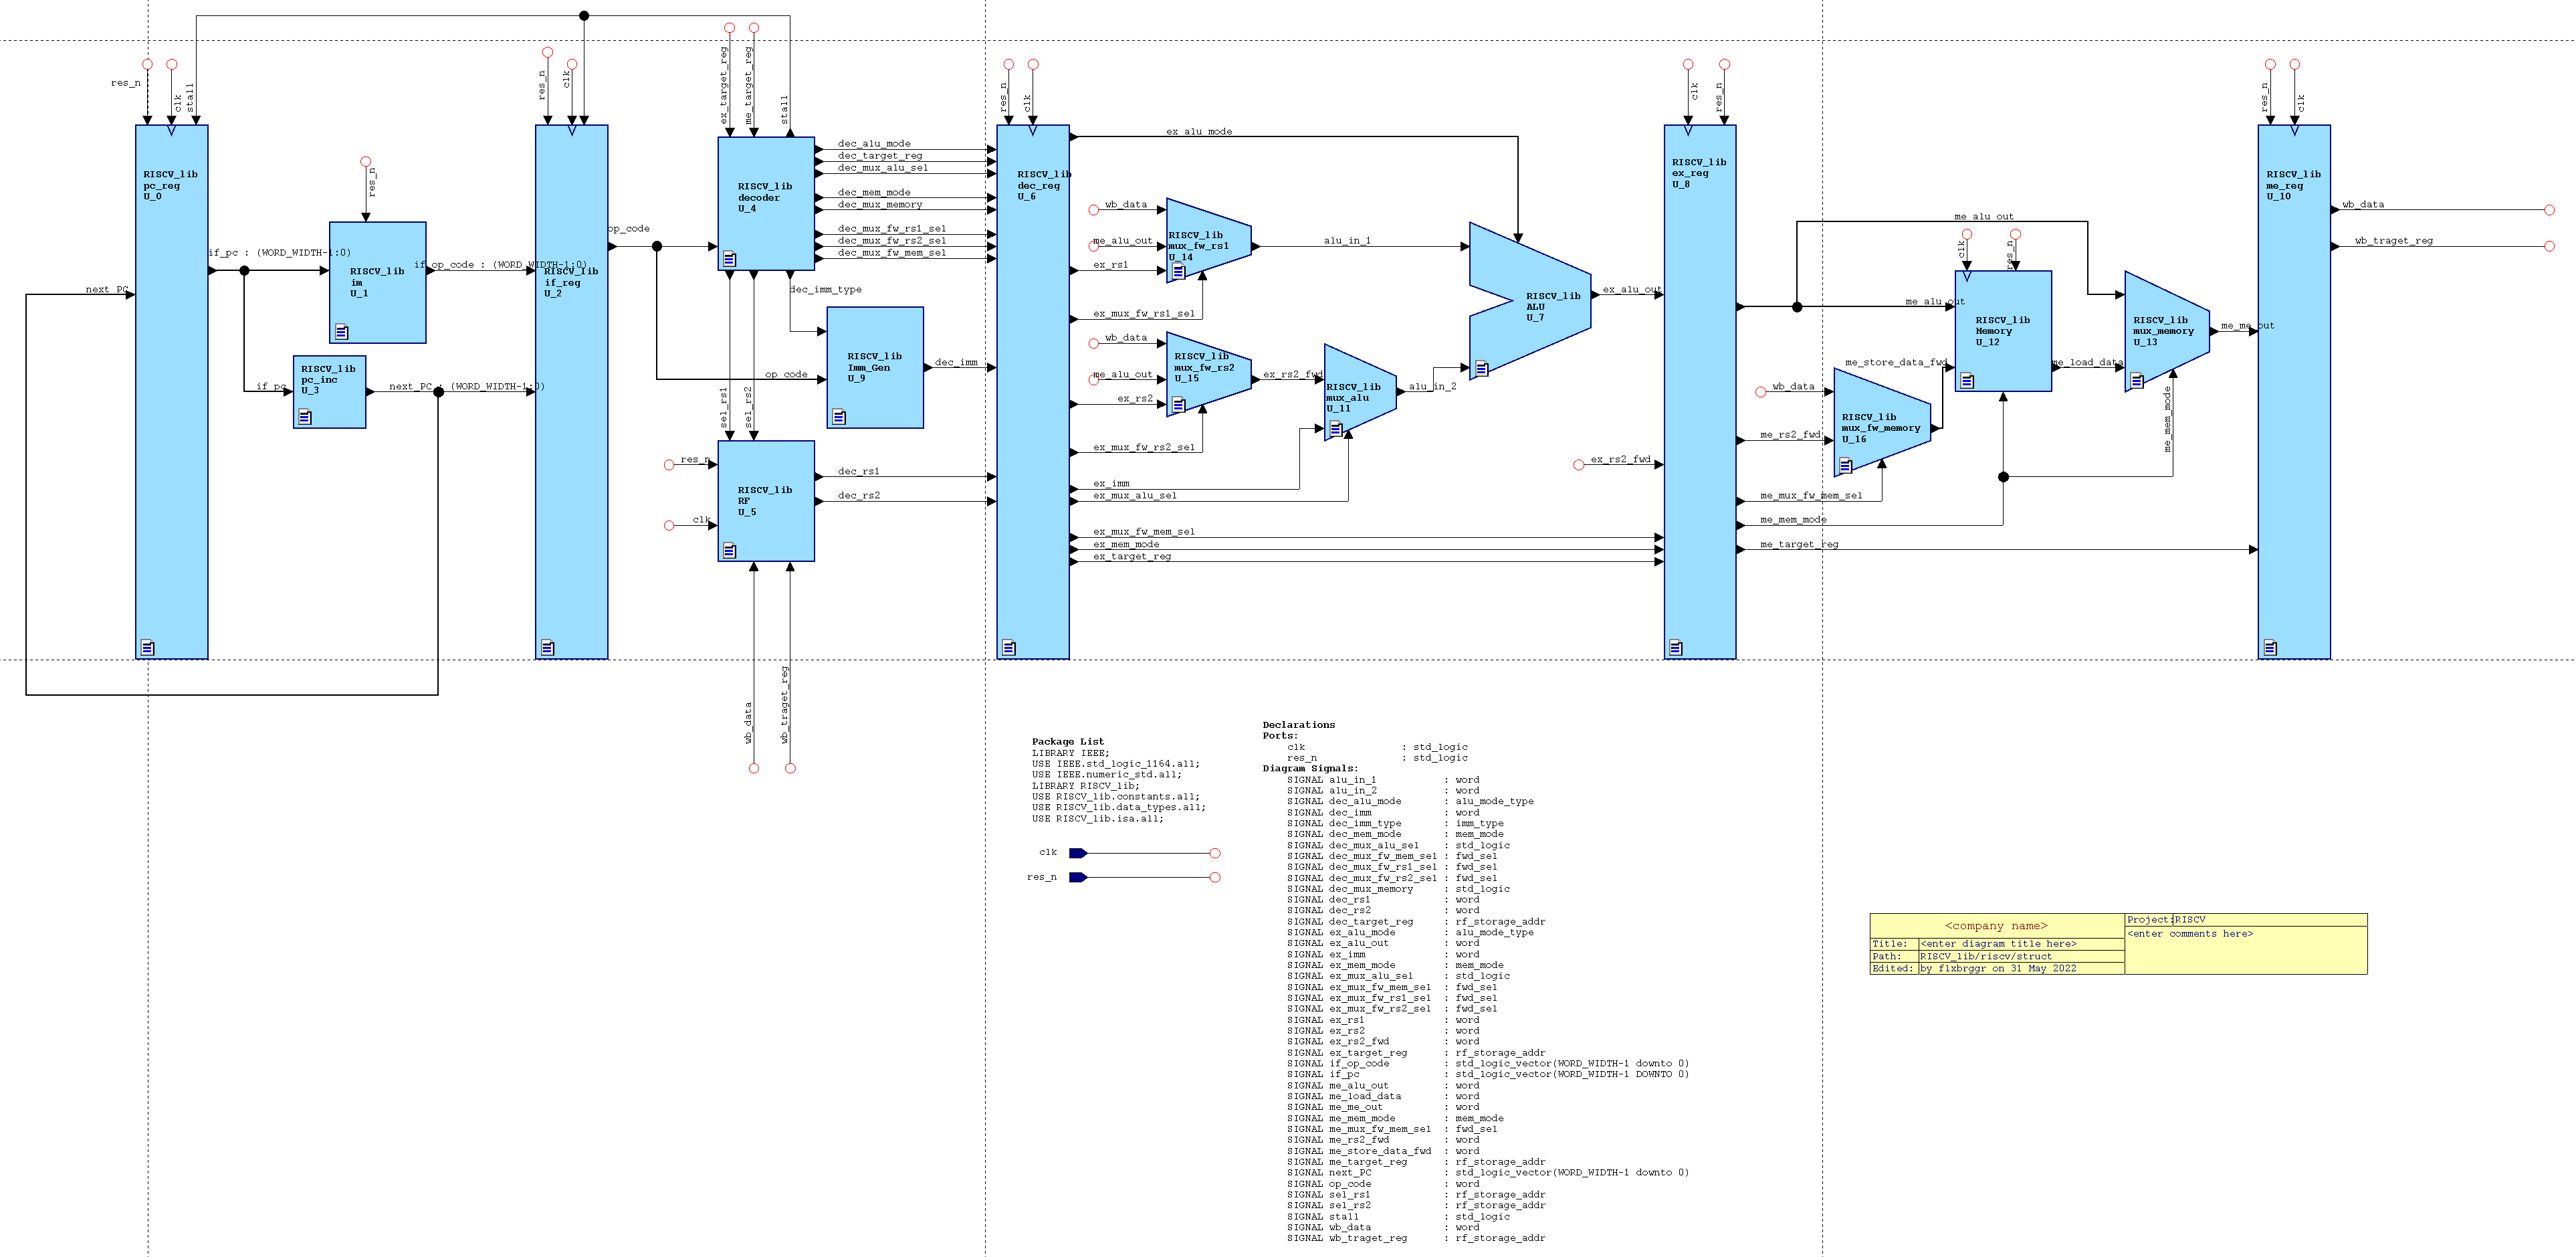 res_n
clk
stall
RISCV_lib
pc_reg
U_0
if_pc : (WORD_WIDTH-1:0)
next_PC
res_n
RISCV_lib
im
U_1
if_pc
RISCV_lib
pc_inc
U_3
if_op_code : (WORD_WIDTH-1:0)
next_PC : (WORD_WIDTH-1:0)
res_n
clk
RISCV_lib
if_reg
U_2
op_code
ex_target_reg
me_target_reg
stall
RISCV_lib
decoder
U_4
dec_alu_mode
dec_target_reg
dec_mux_alu_sel
dec_mem_mode
dec_mux_memory
dec_mux_fw_rs1_sel
dec_mux_fw_rs2_sel
dec_mux_fw_mem_sel
dec_imm_type
RISCV_lib
Imm_Gen
U_9
op_code
dec_imm
sel_rs1
sel_rs2
res_n
clk
RISCV_lib
RF
U_5
dec_rs1
dec_rs2
wb_data
wb_traget_reg
res_n
clk
RISCV_lib
dec_reg
U_6
ex_alu_mode
wb_data
me_alu_out
ex_rs1
RISCV_lib
mux_fw_rs1
U_14
ex_mux_fw_rs1_sel
alu_in_1
wb_data
me_alu_out
ex_rs2
RISCV_lib
mux_fw_rs2
U_15
ex_mux_fw_rs2_sel
ex_rs2_fwd
RISCV_lib
mux_alu
U_11
alu_in_2
ex_imm
ex_mux_alu_sel
ex_mux_fw_mem_sel
ex_mem_mode
ex_target_reg
RISCV_lib
ALU
U_7
ex_alu_out
ex_rs2_fwd
clk
res_n
RISCV_lib
ex_reg
U_8
me_alu_out
me_alu_out
clk
res_n
RISCV_lib
Memory
U_12
me_store_data_fwd
wb_data
RISCV_lib
mux_fw_memory
U_16
me_rs2_fwd
me_mux_fw_mem_sel
me_mem_mode
me_target_reg
me_load_data
me_mem_mode
RISCV_lib
mux_memory
U_13
me_me_out
res_n
clk
RISCV_lib
me_reg
U_10
wb_data
wb_traget_reg
Package List
LIBRARY IEEE;
USE IEEE.std_logic_1164.all;
USE IEEE.numeric_std.all;
LIBRARY RISCV_lib;
USE RISCV_lib.constants.all;
USE RISCV_lib.data_types.all;
USE RISCV_lib.isa.all;
clk
res_n
Declarations
Ports:
clk : std_logic
res_n : std_logic
Diagram Signals:
SIGNAL alu_in_1 : word
SIGNAL alu_in_2 : word
SIGNAL dec_alu_mode : alu_mode_type
SIGNAL dec_imm : word
SIGNAL dec_imm_type : imm_type
SIGNAL dec_mem_mode : mem_mode
SIGNAL dec_mux_alu_sel : std_logic
SIGNAL dec_mux_fw_mem_sel : fwd_sel
SIGNAL dec_mux_fw_rs1_sel : fwd_sel
SIGNAL dec_mux_fw_rs2_sel : fwd_sel
SIGNAL dec_mux_memory : std_logic
SIGNAL dec_rs1 : word
SIGNAL dec_rs2 : word
SIGNAL dec_target_reg : rf_storage_addr
SIGNAL ex_alu_mode : alu_mode_type
SIGNAL ex_alu_out : word
SIGNAL ex_imm : word
SIGNAL ex_mem_mode : mem_mode
SIGNAL ex_mux_alu_sel : std_logic
SIGNAL ex_mux_fw_mem_sel : fwd_sel
SIGNAL ex_mux_fw_rs1_sel : fwd_sel
SIGNAL ex_mux_fw_rs2_sel : fwd_sel
SIGNAL ex_rs1 : word
SIGNAL ex_rs2 : word
SIGNAL ex_rs2_fwd : word
SIGNAL ex_target_reg : rf_storage_addr
SIGNAL if_op_code : std_logic_vector(WORD_WIDTH-1 downto 0)
SIGNAL if_pc : std_logic_vector(WORD_WIDTH-1 DOWNTO 0)
SIGNAL me_alu_out : word
SIGNAL me_load_data : word
SIGNAL me_me_out : word
SIGNAL me_mem_mode : mem_mode
SIGNAL me_mux_fw_mem_sel : fwd_sel
SIGNAL me_rs2_fwd : word
SIGNAL me_store_data_fwd : word
SIGNAL me_target_reg : rf_storage_addr
SIGNAL next_PC : std_logic_vector(WORD_WIDTH-1 downto 0)
SIGNAL op_code : word
SIGNAL sel_rs1 : rf_storage_addr
SIGNAL sel_rs2 : rf_storage_addr
SIGNAL stall : std_logic
SIGNAL wb_data : word
SIGNAL wb_traget_reg : rf_storage_addr
<company name>
Title: <enter diagram title here>
Path: RISCV_lib/riscv/struct
Edited: by flxbrggr on 31 May 2022
Project: RISCV
<enter comments here>